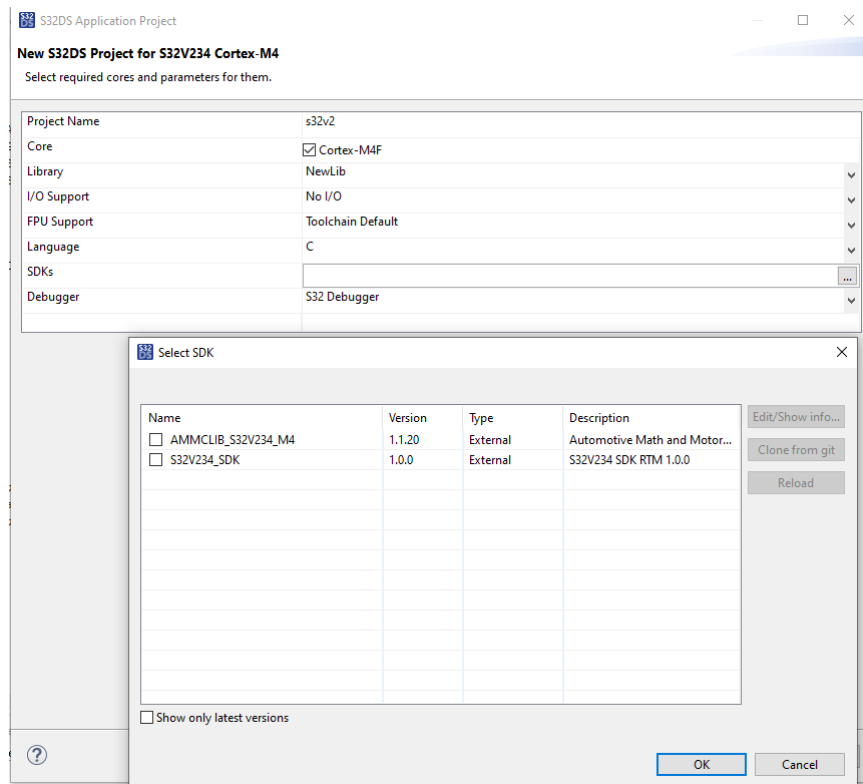 S32DS Application Project
New S32DS Project for S32V234 Cortex-M4
Select required cores and parameters for them.
Project Name s32v2
Core Cortex-M4F
Library NewLib
I/O Support No I/O
FPU Support Toolchain Default
Language C
SDKs ...
Debugger S32 Debugger
Select SDK
Name Version Type Description
AMMCLIB_S32V234_M4 1.1.20 External Automotive Math and Motor...
S32V234_SDK 1.0.0 External S32V234 SDK RTM 1.0.0
Edit/Show info...
Clone from git
Reload
Show only latest versions
?
OK Cancel